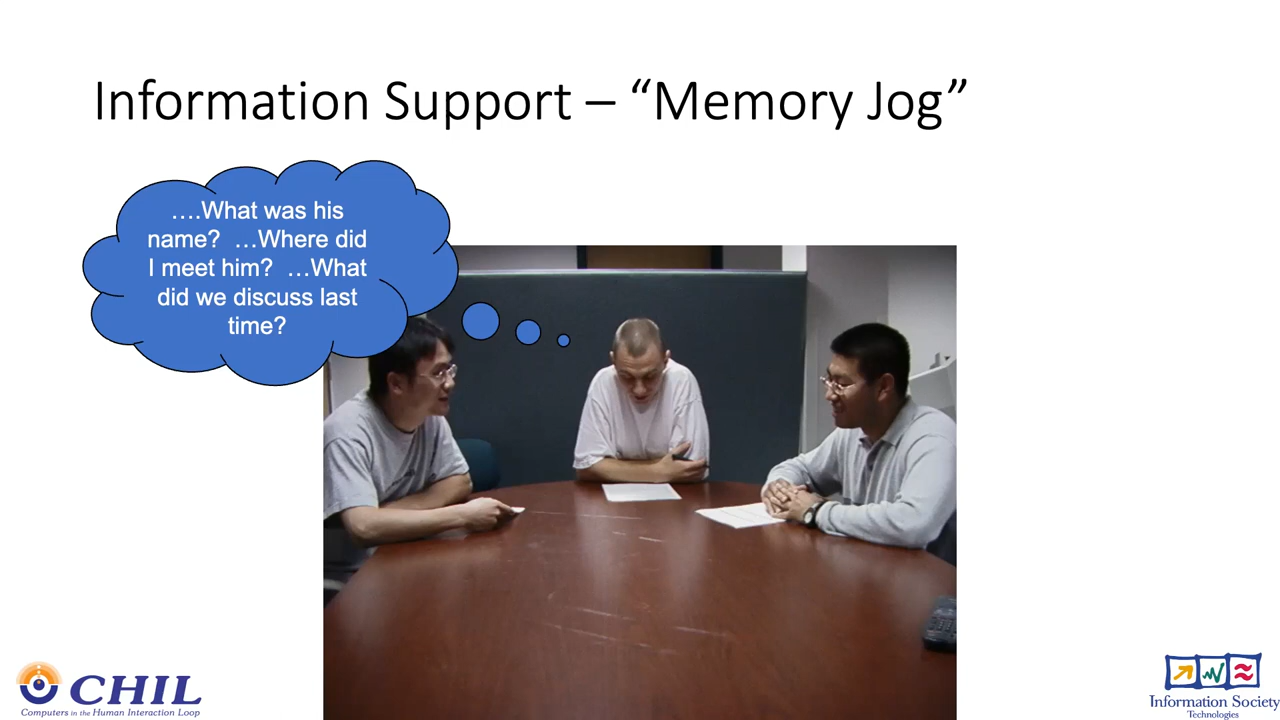 Information Support – “Memory Jog”
….What was his
name?  …Where did
I meet him?  …What
did we discuss last
time?
CHIL
Computers in the Human Interaction Loop
Information Society
Technologies